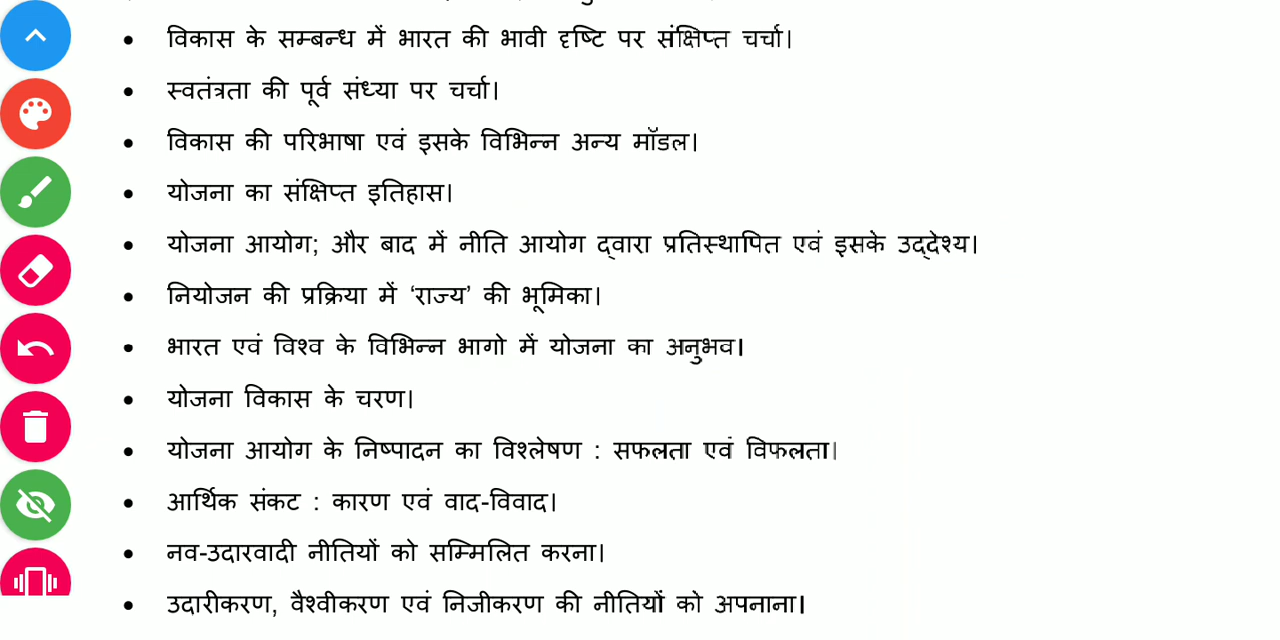 • विकास के सम्बन्ध में भारत की भावी दृष्टि पर संक्षिप्त चर्चा।
• स्वतंत्रता की पूर्व संध्या पर चर्चा।
• विकास की परिभाषा एवं इसके विभिन्न अन्य मॉडल।
• योजना का संक्षिप्त इतिहास।
• योजना आयोग; और बाद में नीति आयोग द्वारा प्रतिस्थापित एवं इसके उद्देश्य।
• नियोजन की प्रक्रिया में ‘राज्य’ की भूमिका।
• भारत एवं विश्व के विभिन्न भागो में योजना का अनुभव।
• योजना विकास के चरण।
• योजना आयोग के निष्पादन का विश्लेषण : सफलता एवं विफलता।
• आर्थिक संकट : कारण एवं वाद-विवाद।
• नव-उदारवादी नीतियों को सम्मिलित करना।
• उदारीकरण, वैश्वीकरण एवं निजीकरण की नीतियों को अपनाना।